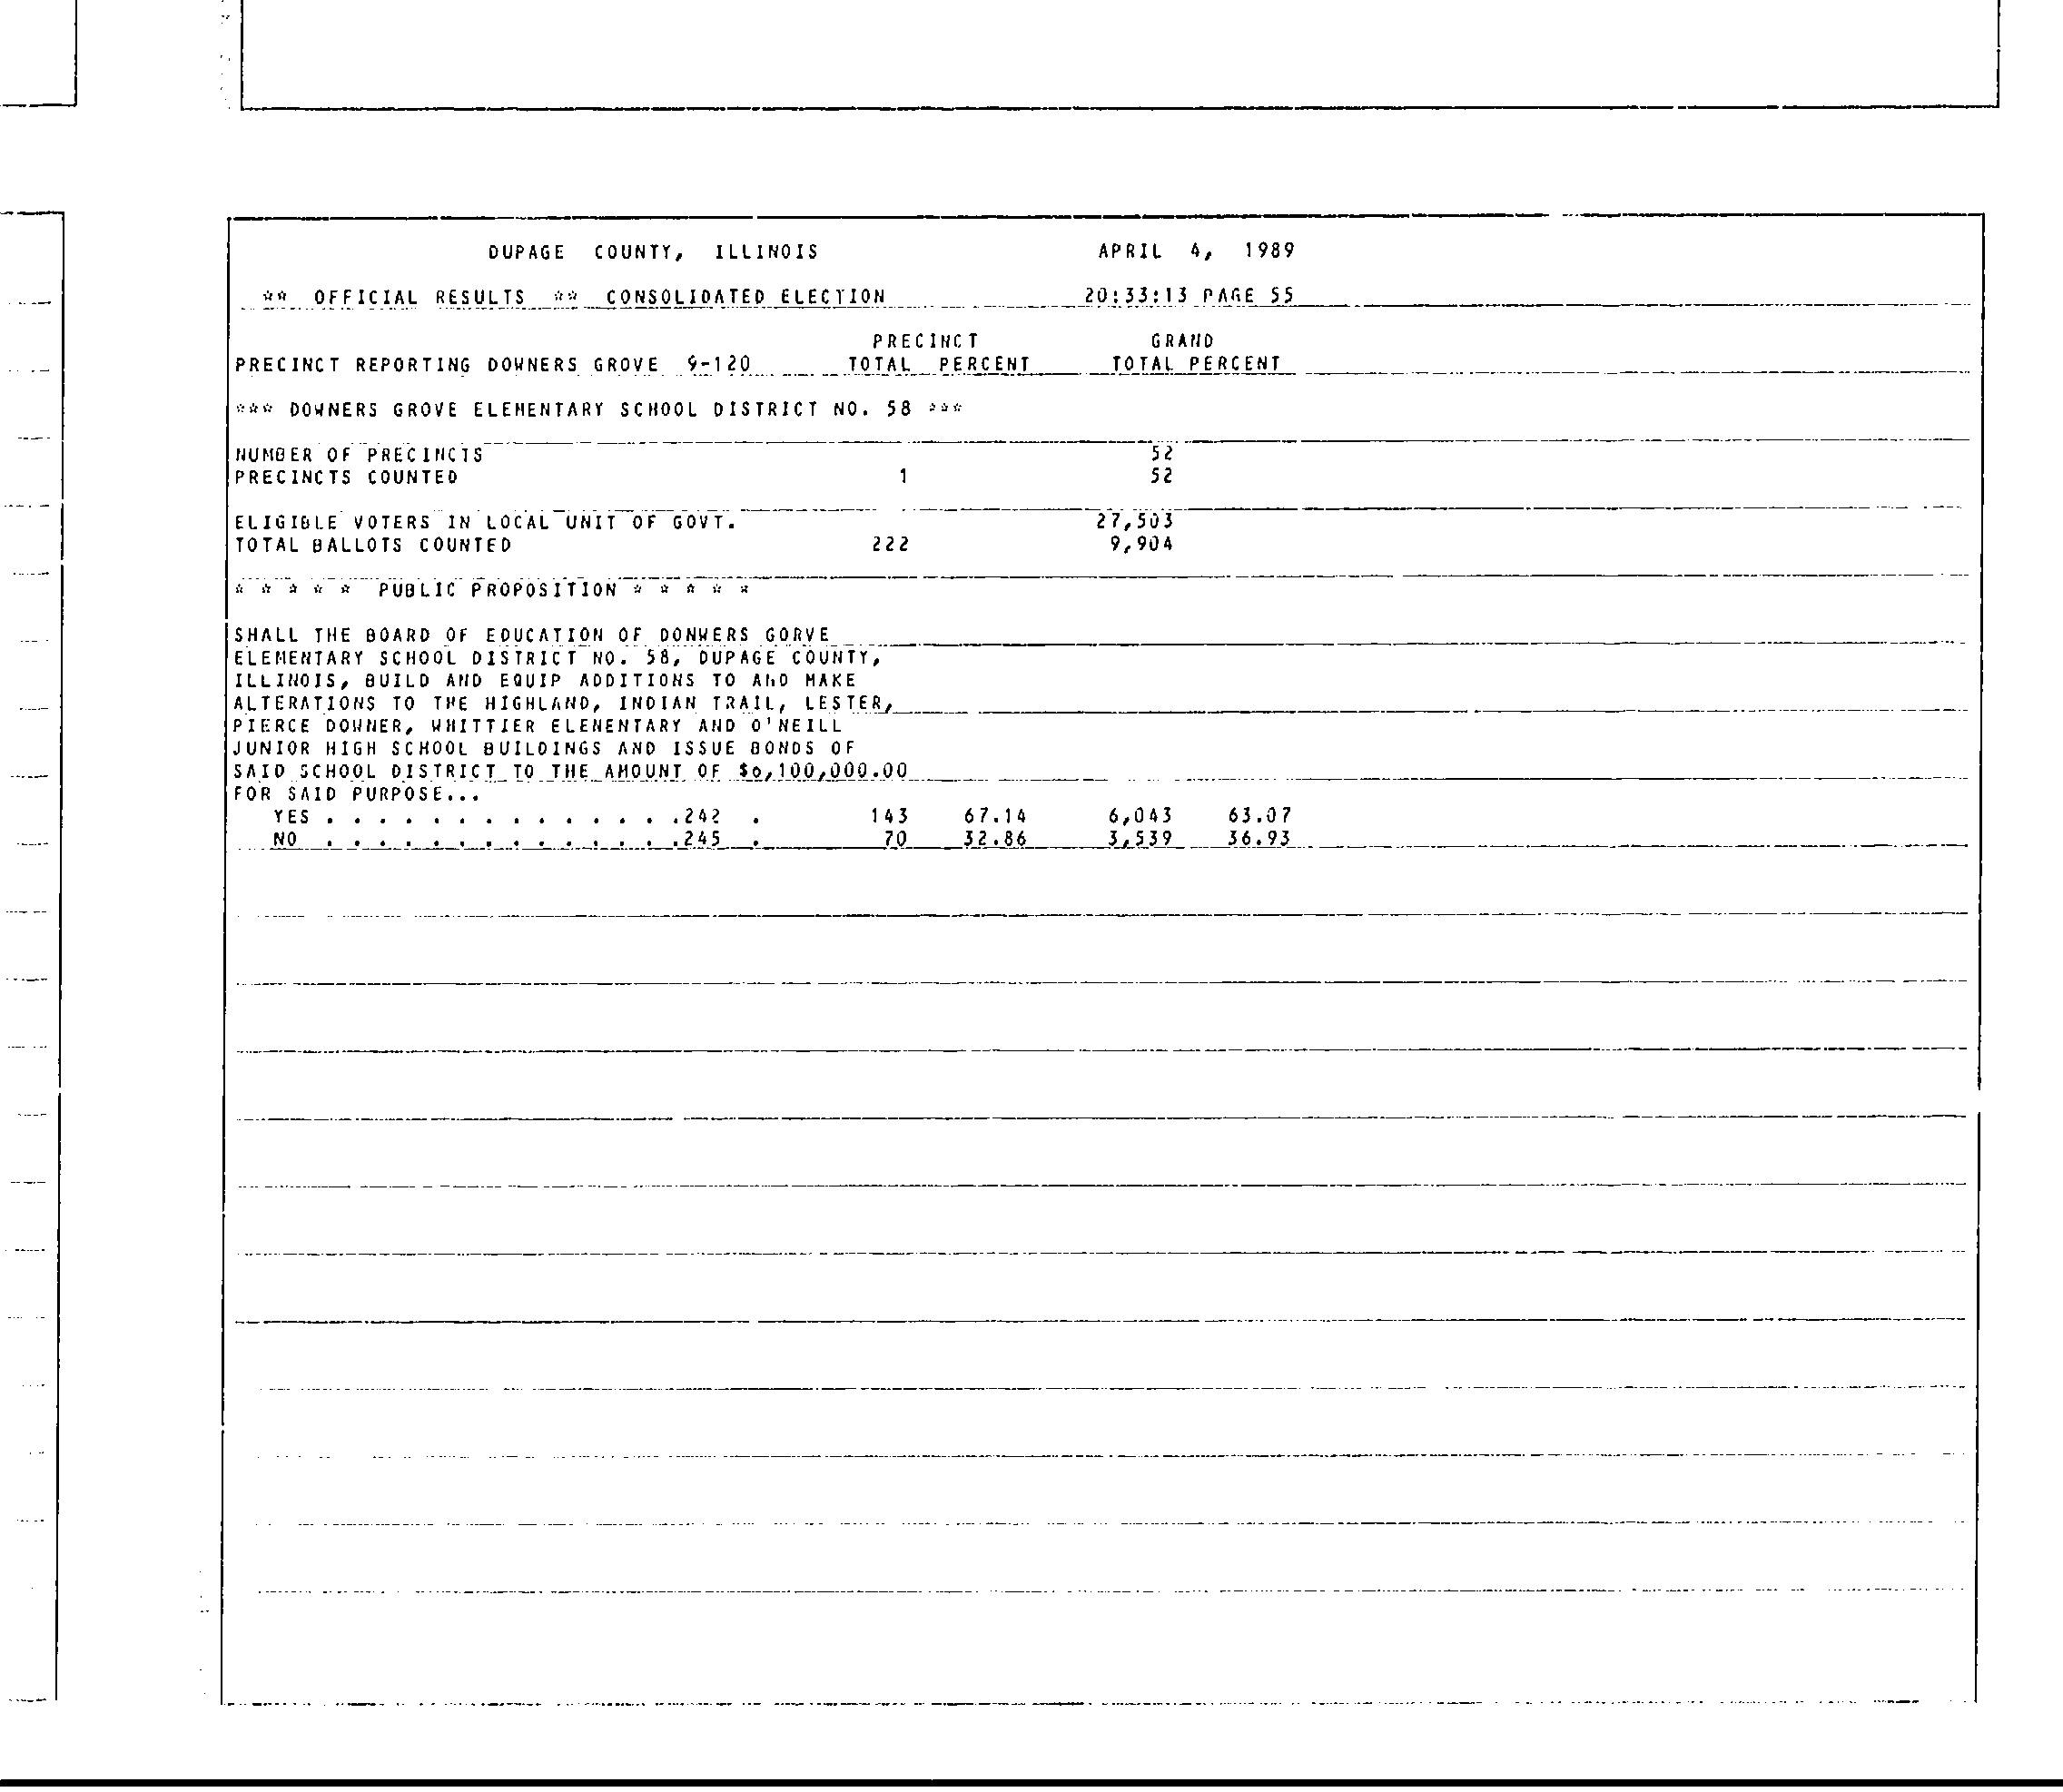 DUPAGE COUNTY, ILLINOIS APRIL 4, 1989
** OFFICIAL RESULTS ** CONSOLIDATED ELECTION 20:33:13 PAGE 55
PRECINCT GRAND
PRECINCT REPORTING DOWNERS GROVE 9-120 TOTAL PERCENT TOTAL PERCENT
*** DOWNERS GROVE ELEMENTARY SCHOOL DISTRICT NO. 58 ***
NUMBER OF PRECINCTS 52
PRECINCTS COUNTED 1 52
ELIGIBLE VOTERS IN LOCAL UNIT OF GOVT. 27,503
TOTAL BALLOTS COUNTED 222 9,904
* * * * * PUBLIC PROPOSITION * * * * *
SHALL THE BOARD OF EDUCATION OF DONWERS GORVE
ELEMENTARY SCHOOL DISTRICT NO. 58, DUPAGE COUNTY,
ILLINOIS, BUILD AND EQUIP ADDITIONS TO AND MAKE
ALTERATIONS TO THE HIGHLAND, INDIAN TRAIL, LESTER,
PIERCE DOWNER, WHITTIER ELEMENTARY AND O'NEILL
JUNIOR HIGH SCHOOL BUILDINGS AND ISSUE BONDS OF
SAID SCHOOL DISTRICT TO THE AMOUNT OF $6,100,000.00
FOR SAID PURPOSE...
YES . . . . . . . . . . . . . .242 . 143 67.14 6,043 63.07
NO . . . . . . . . . . . . . .245 . 70 32.86 3,539 36.93